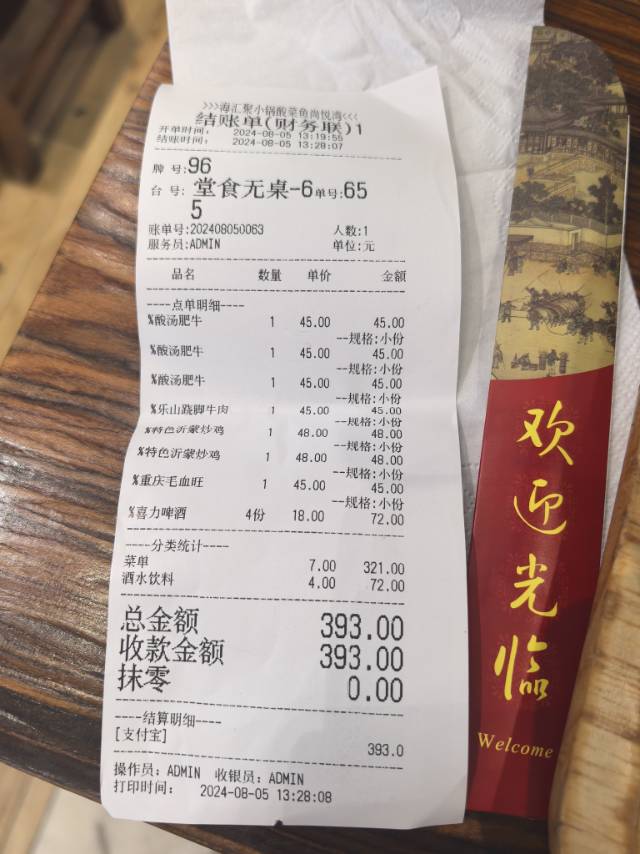 >>>海汇聚小锅酸菜鱼尚悦湾<<<
结账单(财务联)1
开单时间: 2024-08-05 13:19:55
结账时间: 2024-08-05 13:28:07
牌 号:96
台 号: 堂食无桌-6单号:65
5
账单号:202408050063 人数:1
服务员:ADMIN 单位:元
品名 数量 单价 金额
----点单明细----
%酸汤肥牛 1 45.00 45.00
--规格:小份
%酸汤肥牛 1 45.00 45.00
--规格:小份
%酸汤肥牛 1 45.00 45.00
--规格:小份
%乐山跷脚牛肉 1 45.00 45.00
--规格:小份
%特色沂蒙炒鸡 1 48.00 48.00
--规格:小份
%特色沂蒙炒鸡 1 48.00 48.00
--规格:小份
%重庆毛血旺 1 45.00 45.00
--规格:小份
%喜力啤酒 4份 18.00 72.00
----分类统计----
菜单 7.00 321.00
酒水饮料 4.00 72.00
总金额 393.00
收款金额 393.00
抹零 0.00
----结算明细----
[支付宝] 393.0
操作员: ADMIN 收银员: ADMIN
打印时间: 2024-08-05 13:28:08
欢迎光临
Welcome